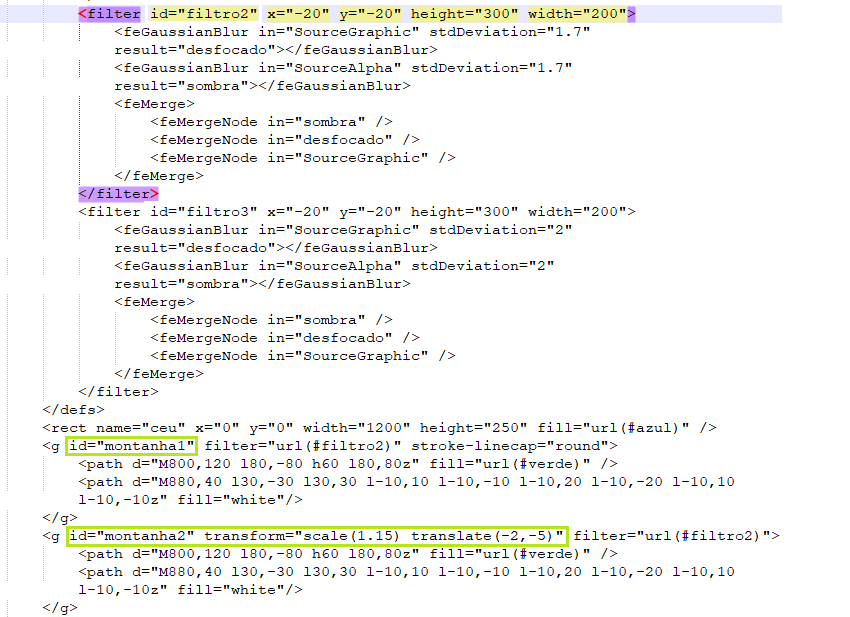 <filter id="filtro2" x="-20" y="-20" height="300" width="200">
<feGaussianBlur in="SourceGraphic" stdDeviation="1.7"
result="desfocado"></feGaussianBlur>
<feGaussianBlur in="SourceAlpha" stdDeviation="1.7"
result="sombra"></feGaussianBlur>
<feMerge>
<feMergeNode in="sombra" />
<feMergeNode in="desfocado" />
<feMergeNode in="SourceGraphic" />
</feMerge>
</filter>
<filter id="filtro3" x="-20" y="-20" height="300" width="200">
<feGaussianBlur in="SourceGraphic" stdDeviation="2"
result="desfocado"></feGaussianBlur>
<feGaussianBlur in="SourceAlpha" stdDeviation="2"
result="sombra"></feGaussianBlur>
<feMerge>
<feMergeNode in="sombra" />
<feMergeNode in="desfocado" />
<feMergeNode in="SourceGraphic" />
</feMerge>
</filter>
</defs>
<rect name="ceu" x="0" y="0" width="1200" height="250" fill="url(#azul)" />
<g id="montanha1" filter="url(#filtro2)" stroke-linecap="round">
<path d="M800,120 l80,-80 h60 l80,80z" fill="url(#verde)" />
<path d="M880,40 l30,-30 l30,30 l-10,10 l-10,-10 l-10,20 l-10,-20 l-10,10
l-10,-10z" fill="white"/>
</g>
<g id="montanha2" transform="scale(1.15) translate(-2,-5)" filter="url(#filtro2)">
<path d="M800,120 l80,-80 h60 l80,80z" fill="url(#verde)" />
<path d="M880,40 l30,-30 l30,30 l-10,10 l-10,-10 l-10,20 l-10,-20 l-10,10
l-10,-10z" fill="white"/>
</g>